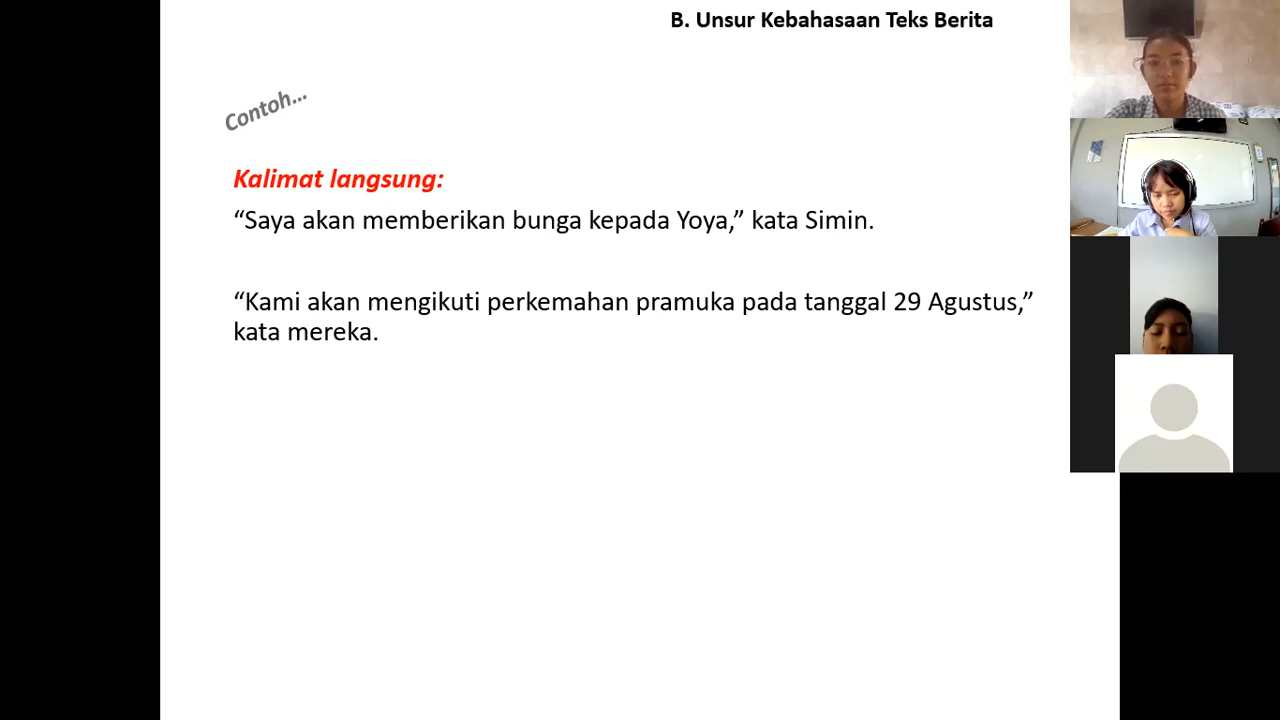 B. Unsur Kebahasaan Teks Berita
Contoh...
Kalimat langsung:
“Saya akan memberikan bunga kepada Yoya,” kata Simin.
“Kami akan mengikuti perkemahan pramuka pada tanggal 29 Agustus,”
kata mereka.